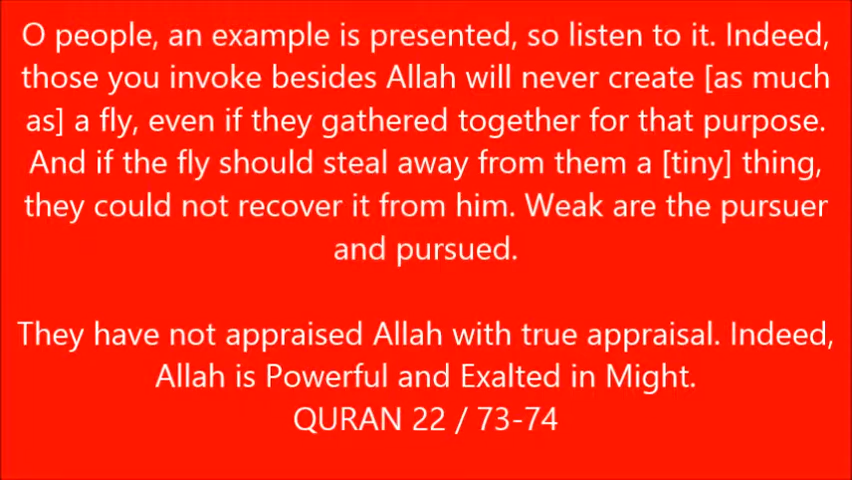 O people, an example is presented, so listen to it. Indeed,
those you invoke besides Allah will never create [as much
as] a fly, even if they gathered together for that purpose.
And if the fly should steal away from them a [tiny] thing,
they could not recover it from him. Weak are the pursuer
and pursued.
They have not appraised Allah with true appraisal. Indeed,
Allah is Powerful and Exalted in Might.
QURAN 22 / 73-74